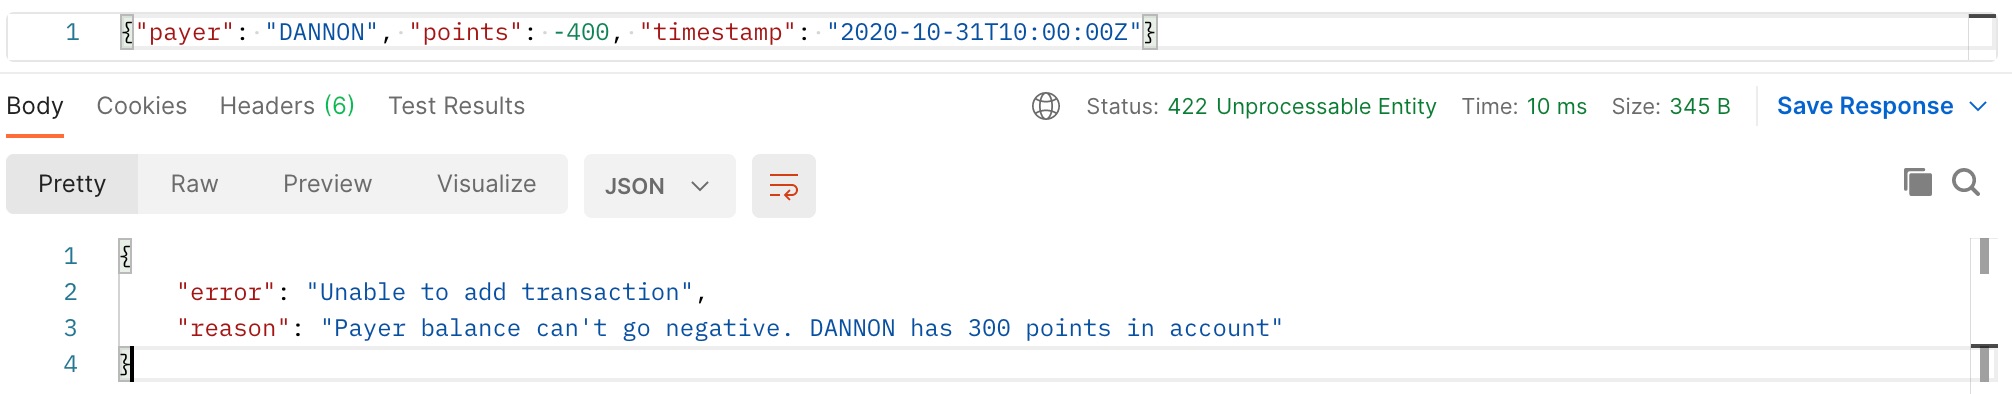 1 {"payer": "DANNON", "points": -400, "timestamp": "2020-10-31T10:00:00Z"}
Body Cookies Headers (6) Test Results Status: 422 Unprocessable Entity Time: 10 ms Size: 345 B Save Response
Pretty Raw Preview Visualize JSON
1 {
2 "error": "Unable to add transaction",
3 "reason": "Payer balance can't go negative. DANNON has 300 points in account"
4 }